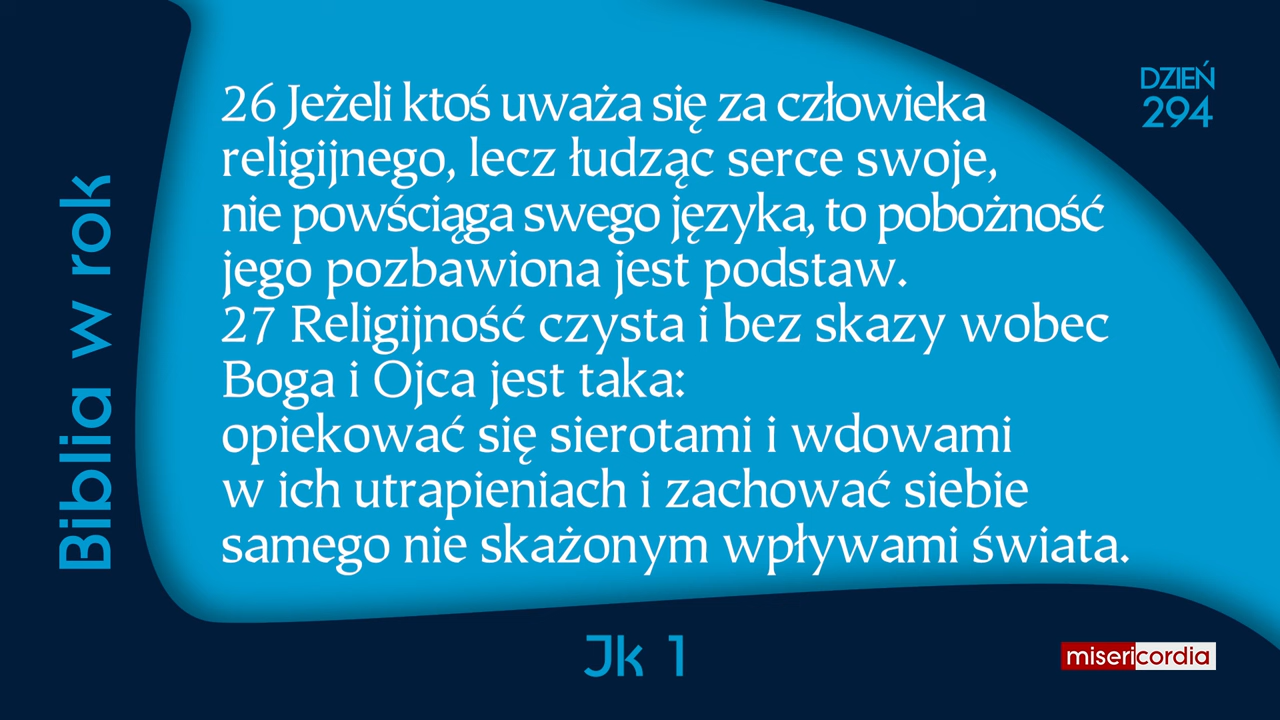 Biblia w rok
DZIEŃ
294
26 Jeżeli ktoś uważa się za człowieka
religijnego, lecz łudząc serce swoje,
nie powściąga swego języka, to pobożność
jego pozbawiona jest podstaw.
27 Religijność czysta i bez skazy wobec
Boga i Ojca jest taka:
opiekować się sierotami i wdowami
w ich utrapieniach i zachować siebie
samego nie skażonym wpływami świata.
Jk 1
misericordia